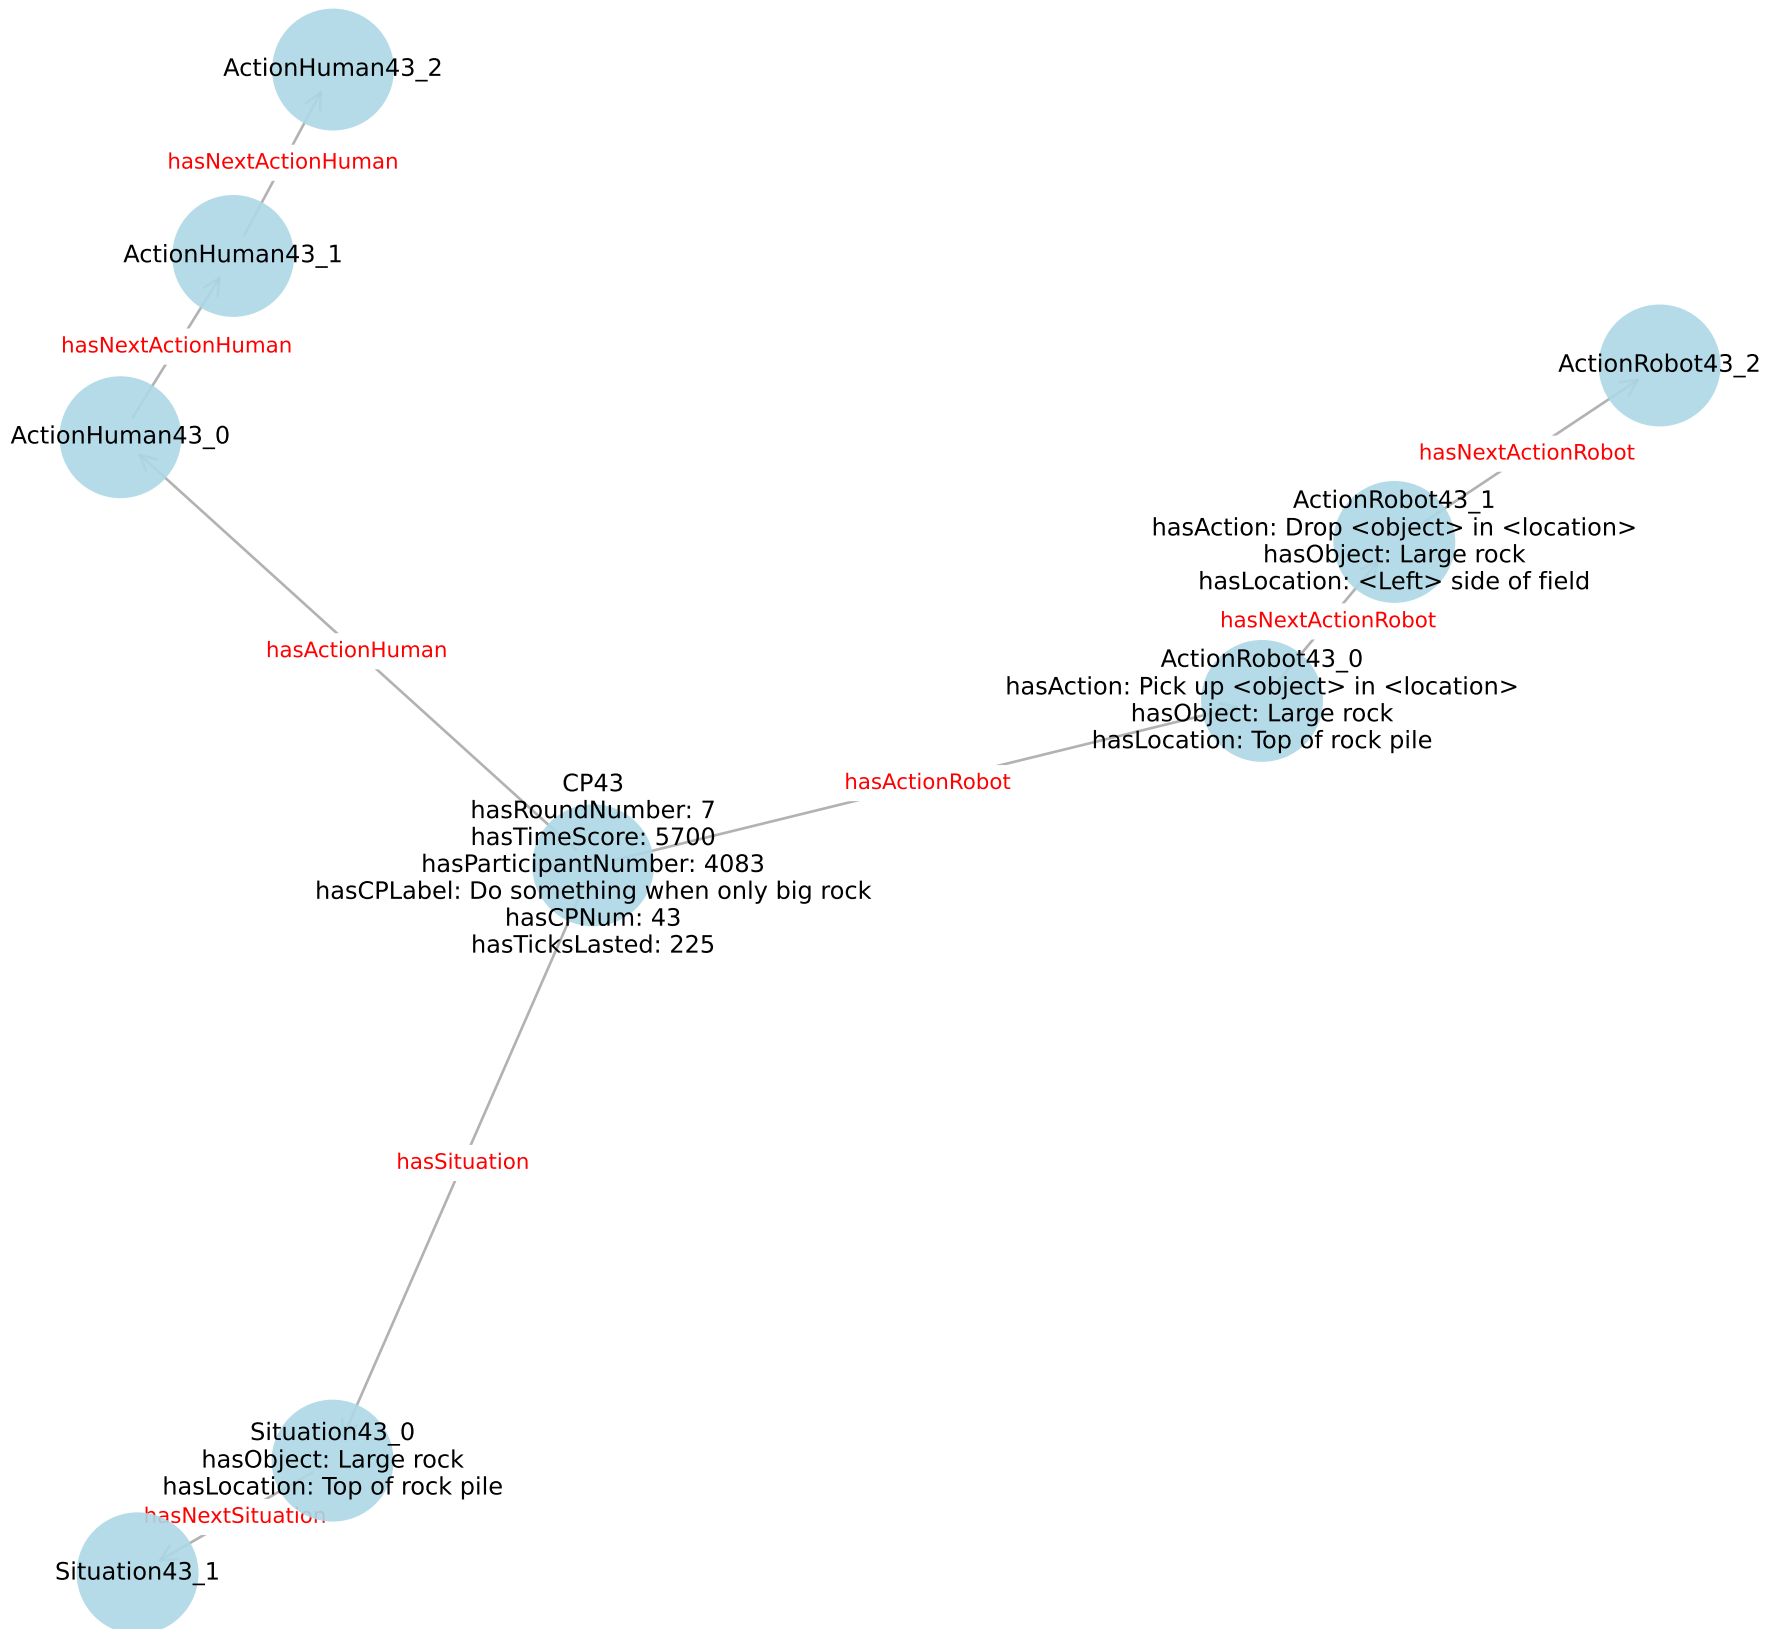 ActionHuman43_2
hasNextActionHuman
ActionHuman43_1
hasNextActionHuman
ActionHuman43_0
hasActionHuman
ActionRobot43_2
hasNextActionRobot
ActionRobot43_1
hasAction: Drop <object> in <location>
hasObject: Large rock
hasLocation: <Left> side of field
hasNextActionRobot
ActionRobot43_0
hasAction: Pick up <object> in <location>
hasObject: Large rock
hasLocation: Top of rock pile
hasActionRobot
CP43
hasRoundNumber: 7
hasTimeScore: 5700
hasParticipantNumber: 4083
hasCPLabel: Do something when only big rock
hasCPNum: 43
hasTicksLasted: 225
hasSituation
Situation43_0
hasObject: Large rock
hasLocation: Top of rock pile
hasNextSituation
Situation43_1